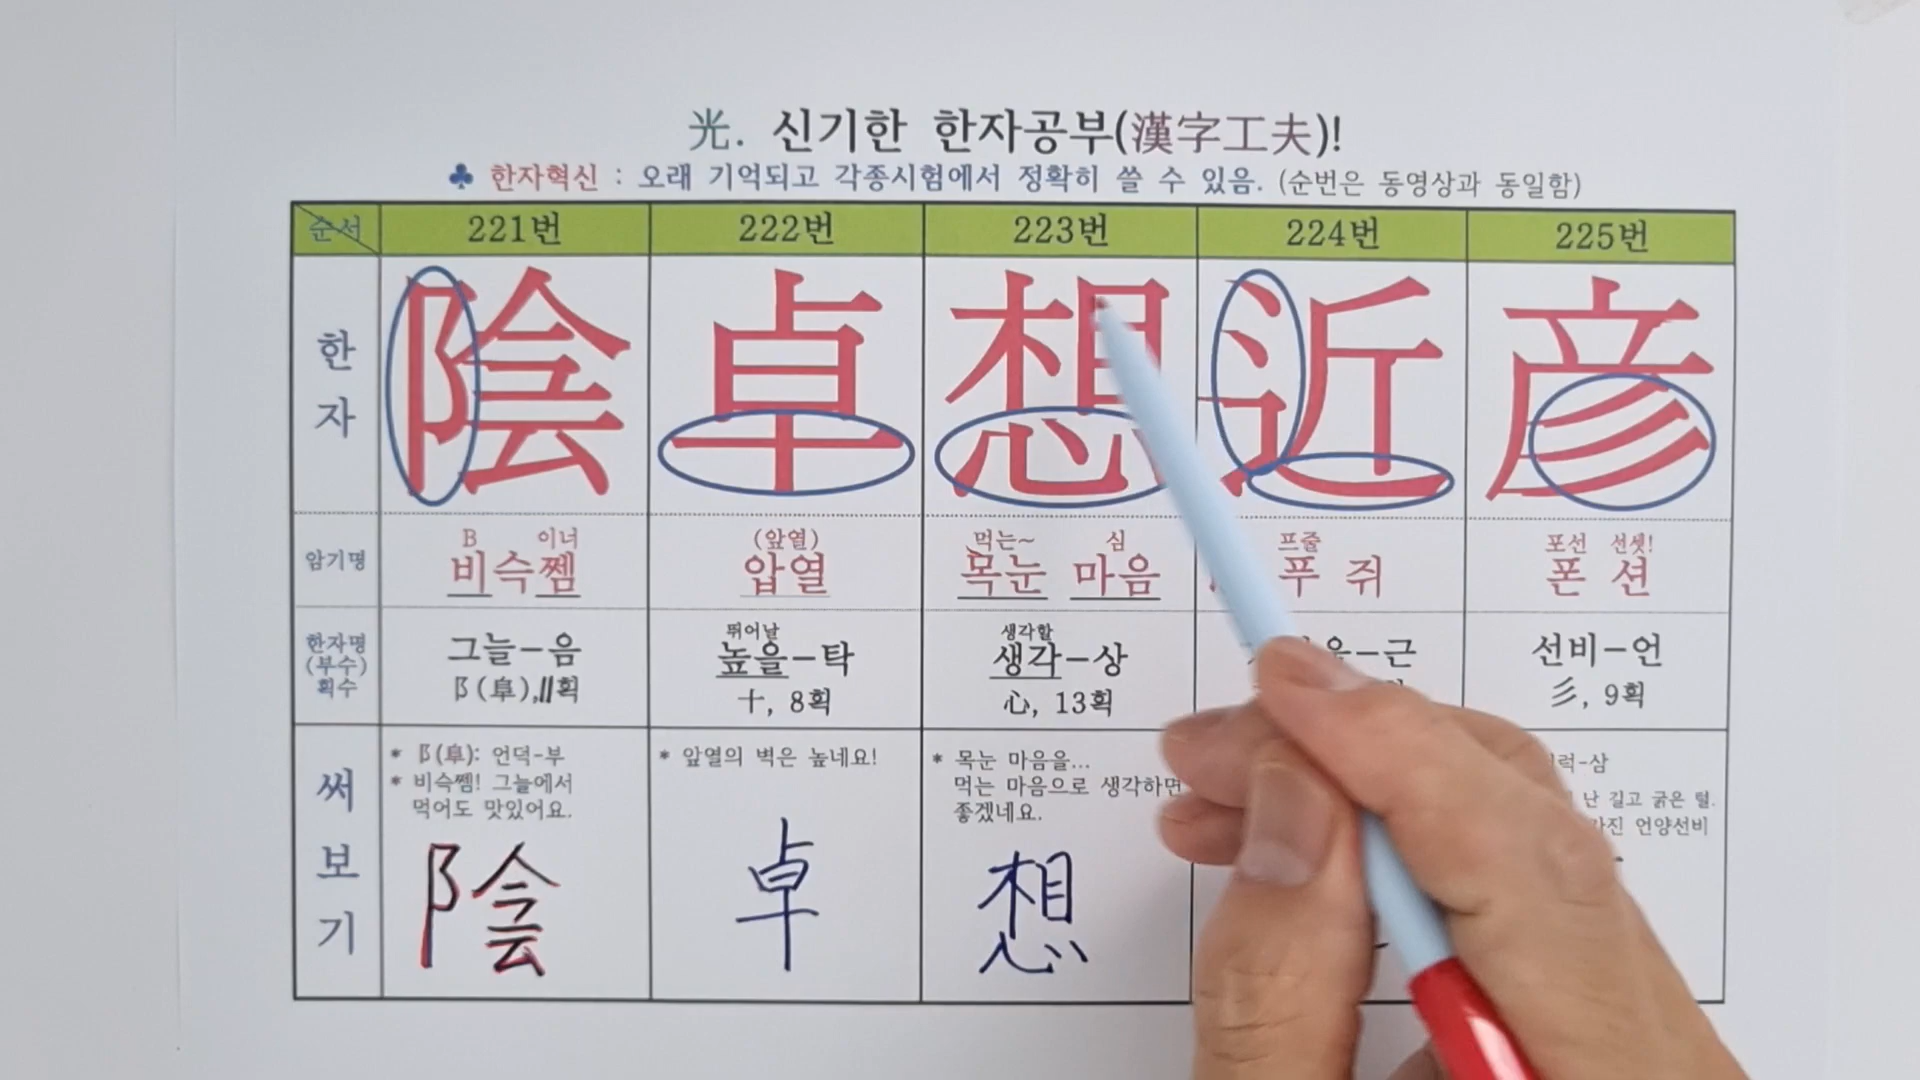 光. 신기한 한자공부(漢字工夫)!
♣ 한자혁신 : 오래 기억되고 각종시험에서 정확히 쓸 수 있음. (순번은 동영상과 동일함)
순서 221번 222번 223번 224번 225번
한자 陰 卓 想 近 彦
B 이너 (앞열) 먹는~ 심 프줄 포선 선셋!
암기명 비슥쩸 압열 목눈 마음 푸 쥐 폰 션
뛰어날 생각할
한자명 그늘-음 높을-탁 생각-상 근 선비-언
(부수) 획수 阝(阜),11획 十, 8획 心, 13획 彡, 9획
써보기
* 阝(阜): 언덕-부
* 비슥쩸! 그늘에서
먹어도 맛있어요.
陰
* 앞열의 벽은 높네요!
卓
* 목눈 마음을...
먹는 마음으로 생각하면
좋겠네요.
想
럭-삼
난 길고 굵은 털.
가진 언양선비